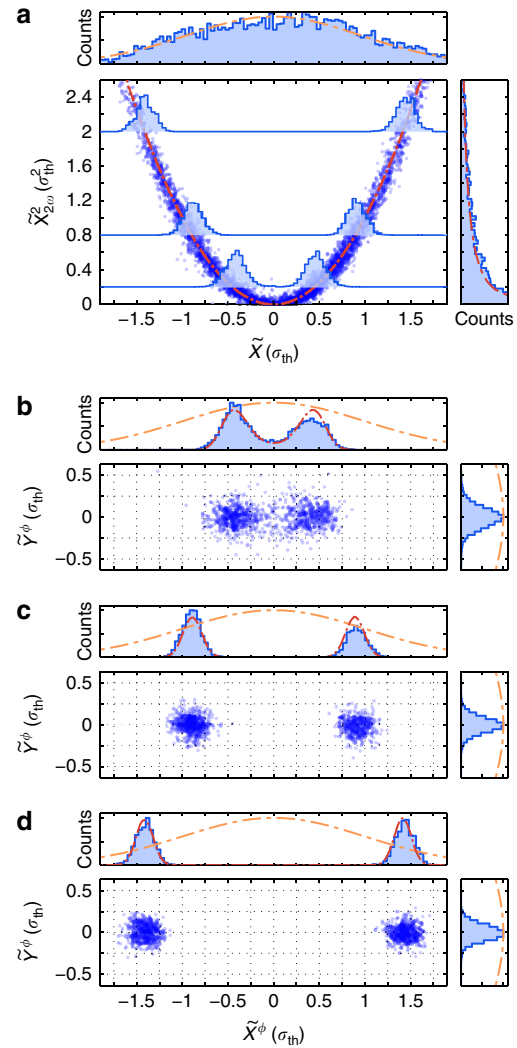 a
Counts
2.4
2
1.6
1.2
0.8
0.4
0
X̃²₂ω (σ²th)
−1.5 −1 −0.5 0 0.5 1 1.5
X̃ (σth)
Counts
b
Counts
0.5
0
−0.5
Ỹᵠ (σth)
c
Counts
0.5
0
−0.5
Ỹᵠ (σth)
d
Counts
0.5
0
−0.5
Ỹᵠ (σth)
−1.5 −1 −0.5 0 0.5 1 1.5
X̃ᵠ (σth)